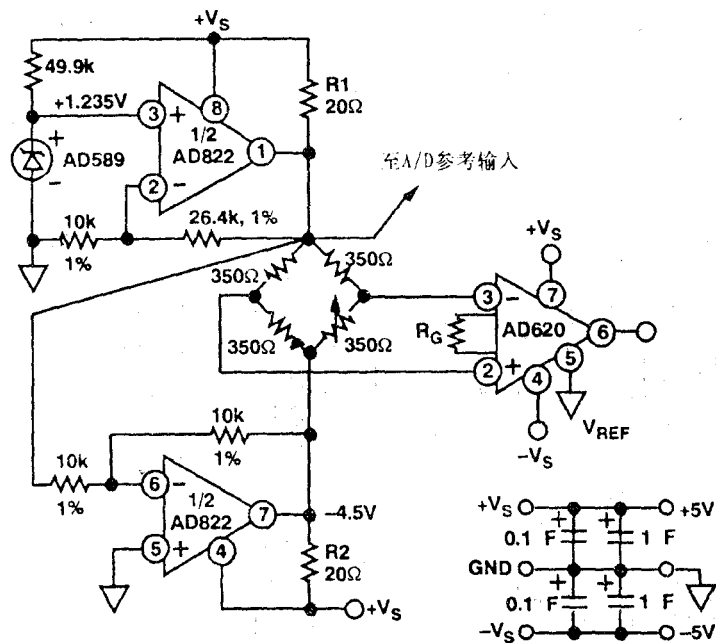 +VS
49.9k
+1.235V
3
+
8
R1
20Ω
1/2
AD822
1
+
AD589
−
2
−
至A/D参考输入
10k
1%
26.4k, 1%
350Ω
350Ω
+VS
7
3
−
RG
AD620
6
350Ω
350Ω
2
+
5
4
VREF
−VS
10k
1%
10k
1%
6
−
1/2
AD822
7
−4.5V
5
+
4
R2
20Ω
+VS
+VS
+5V
+
+
0.1 F
1 F
GND
+
+
0.1 F
1 F
−VS
−5V